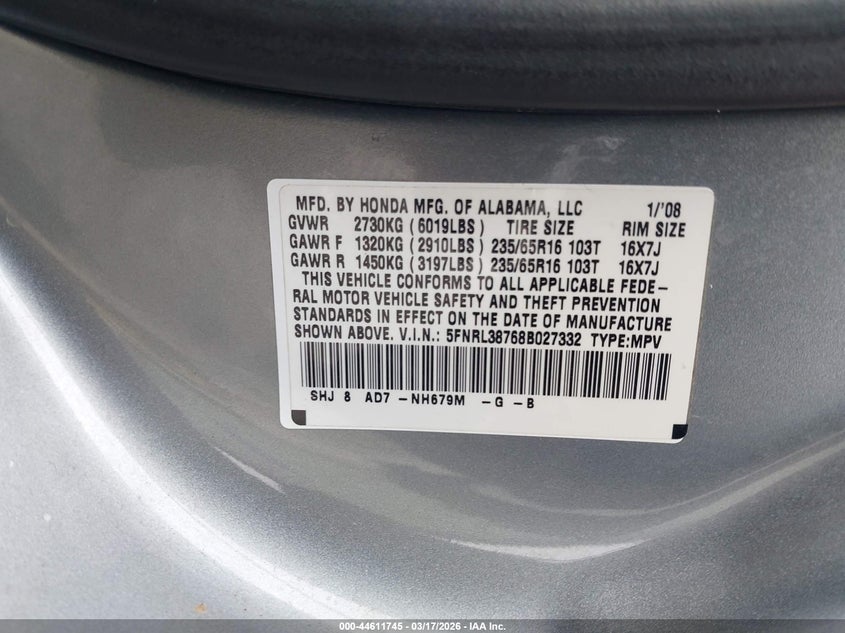 MFD. BY HONDA MFG. OF ALABAMA, LLC 1/'08
GVWR 2730KG (6019LBS) TIRE SIZE RIM SIZE
GAWR F 1320KG (2910LBS) 235/65R16 103T 16X7J
GAWR R 1450KG (3197LBS) 235/65R16 103T 16X7J
THIS VEHICLE CONFORMS TO ALL APPLICABLE FEDE-
RAL MOTOR VEHICLE SAFETY AND THEFT PREVENTION
STANDARDS IN EFFECT ON THE DATE OF MANUFACTURE
SHOWN ABOVE. V.I.N.: 5FNRL38768B027332 TYPE:MPV
SHJ 8 AD7 -NH679M -G -B
000-44611745 - 03/17/2026 - IAA Inc.